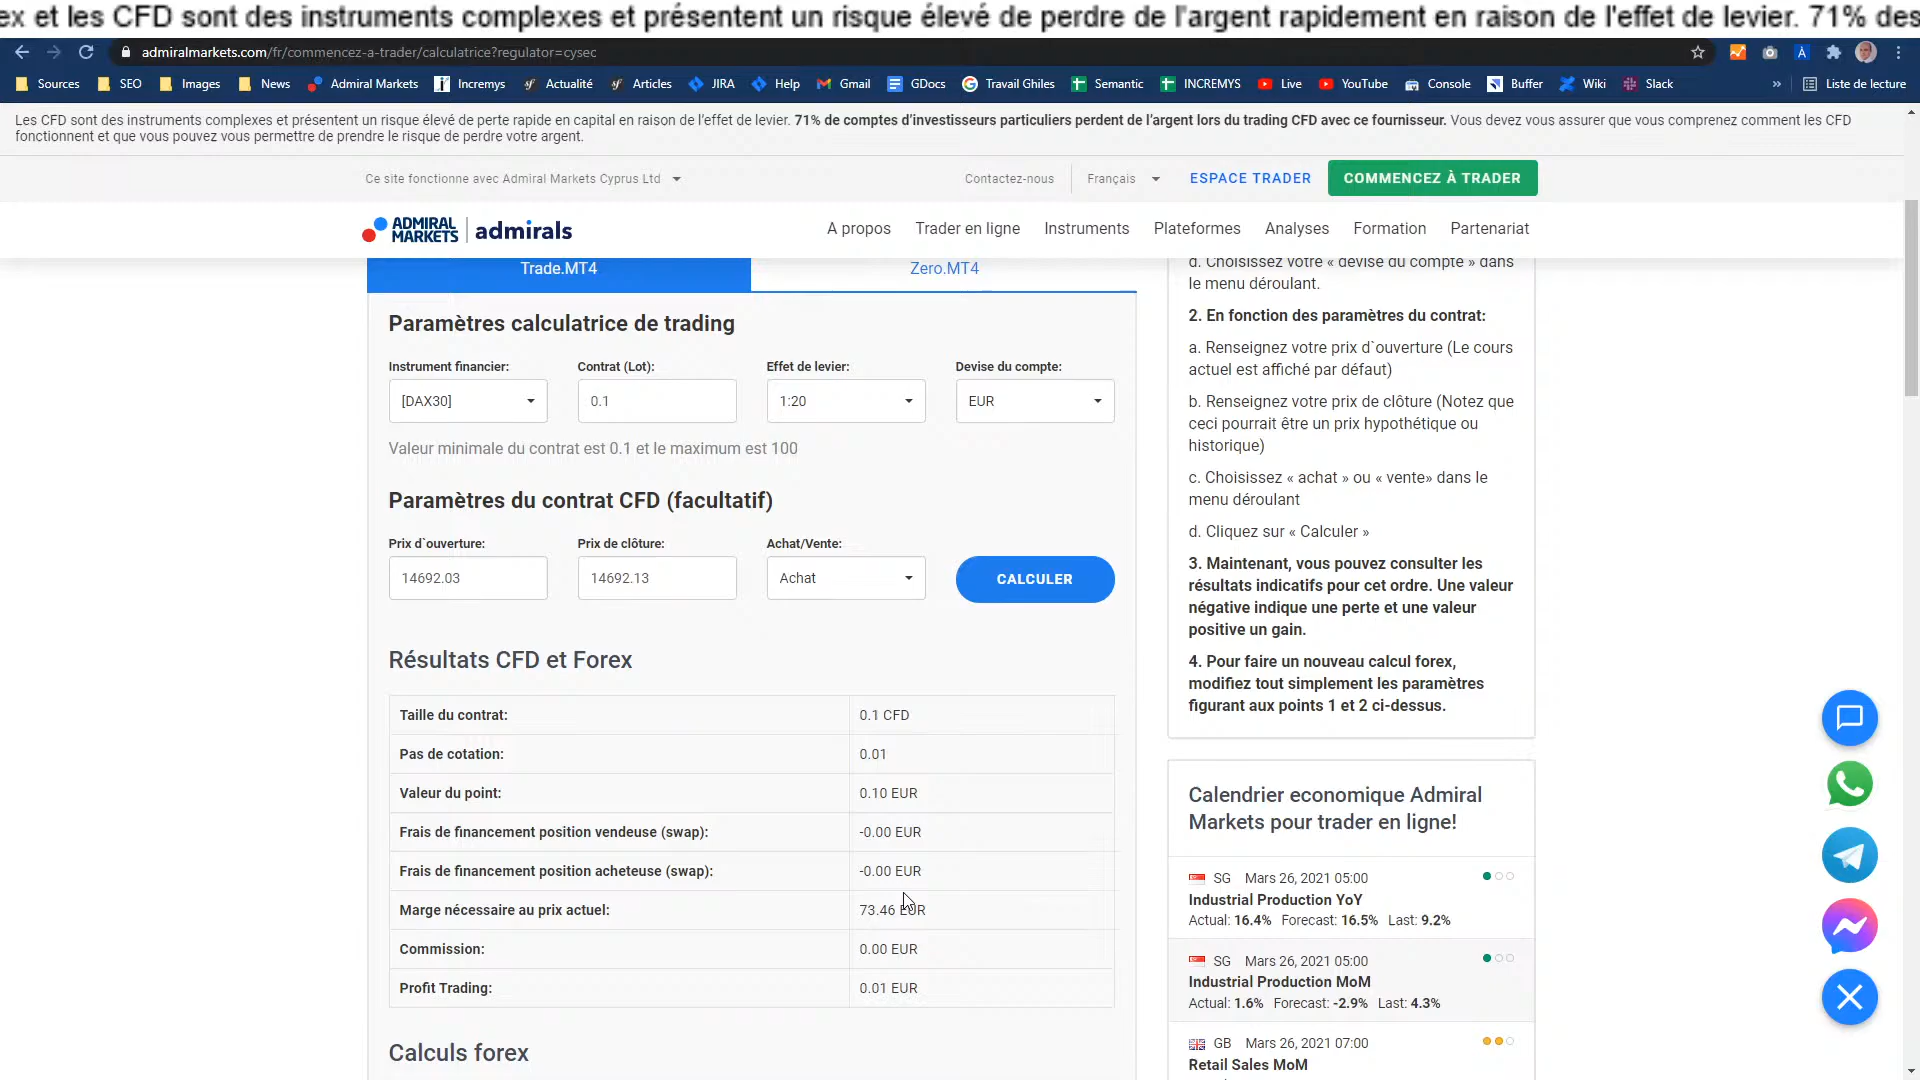 ex et les CFD sont des instruments complexes et présentent un risque élevé de perdre de l'argent rapidement en raison de l'effet de levier. 71% des
admiralmarkets.com/fr/commencez-a-trader/calculatrice?regulator=cysec
Sources SEO Images News Admiral Markets Incremys Actualité Articles JIRA Help Gmail GDocs Travail Ghiles Semantic INCREMYS Live YouTube Console Buffer Wiki Slack » Liste de lecture
Les CFD sont des instruments complexes et présentent un risque élevé de perte rapide en capital en raison de l'effet de levier. 71% de comptes d'investisseurs particuliers perdent de l'argent lors du trading CFD avec ce fournisseur. Vous devez vous assurer que vous comprenez comment les CFD
fonctionnent et que vous pouvez vous permettre de prendre le risque de perdre votre argent.
Ce site fonctionne avec Admiral Markets Cyprus Ltd Contactez-nous Français ESPACE TRADER COMMENCEZ À TRADER
ADMIRAL MARKETS admirals A propos Trader en ligne Instruments Plateformes Analyses Formation Partenariat
Trade.MT4 Zero.MT4
Paramètres calculatrice de trading
Instrument financier: Contrat (Lot): Effet de levier: Devise du compte:
[DAX30] 0.1 1:20 EUR
Valeur minimale du contrat est 0.1 et le maximum est 100
Paramètres du contrat CFD (facultatif)
Prix d`ouverture: Prix de clôture: Achat/Vente:
14692.03 14692.13 Achat CALCULER
Résultats CFD et Forex
Taille du contrat: 0.1 CFD
Pas de cotation: 0.01
Valeur du point: 0.10 EUR
Frais de financement position vendeuse (swap): -0.00 EUR
Frais de financement position acheteuse (swap): -0.00 EUR
Marge nécessaire au prix actuel: 73.46 EUR
Commission: 0.00 EUR
Profit Trading: 0.01 EUR
Calculs forex
d. Choisissez votre « devise du compte » dans
le menu déroulant.
2. En fonction des paramètres du contrat:
a. Renseignez votre prix d`ouverture (Le cours
actuel est affiché par défaut)
b. Renseignez votre prix de clôture (Notez que
ceci pourrait être un prix hypothétique ou
historique)
c. Choisissez « achat » ou « vente» dans le
menu déroulant
d. Cliquez sur « Calculer »
3. Maintenant, vous pouvez consulter les
résultats indicatifs pour cet ordre. Une valeur
négative indique une perte et une valeur
positive un gain.
4. Pour faire un nouveau calcul forex,
modifiez tout simplement les paramètres
figurant aux points 1 et 2 ci-dessus.
Calendrier economique Admiral
Markets pour trader en ligne!
SG Mars 26, 2021 05:00
Industrial Production YoY
Actual: 16.4% Forecast: 16.5% Last: 9.2%
SG Mars 26, 2021 05:00
Industrial Production MoM
Actual: 1.6% Forecast: -2.9% Last: 4.3%
GB Mars 26, 2021 07:00
Retail Sales MoM